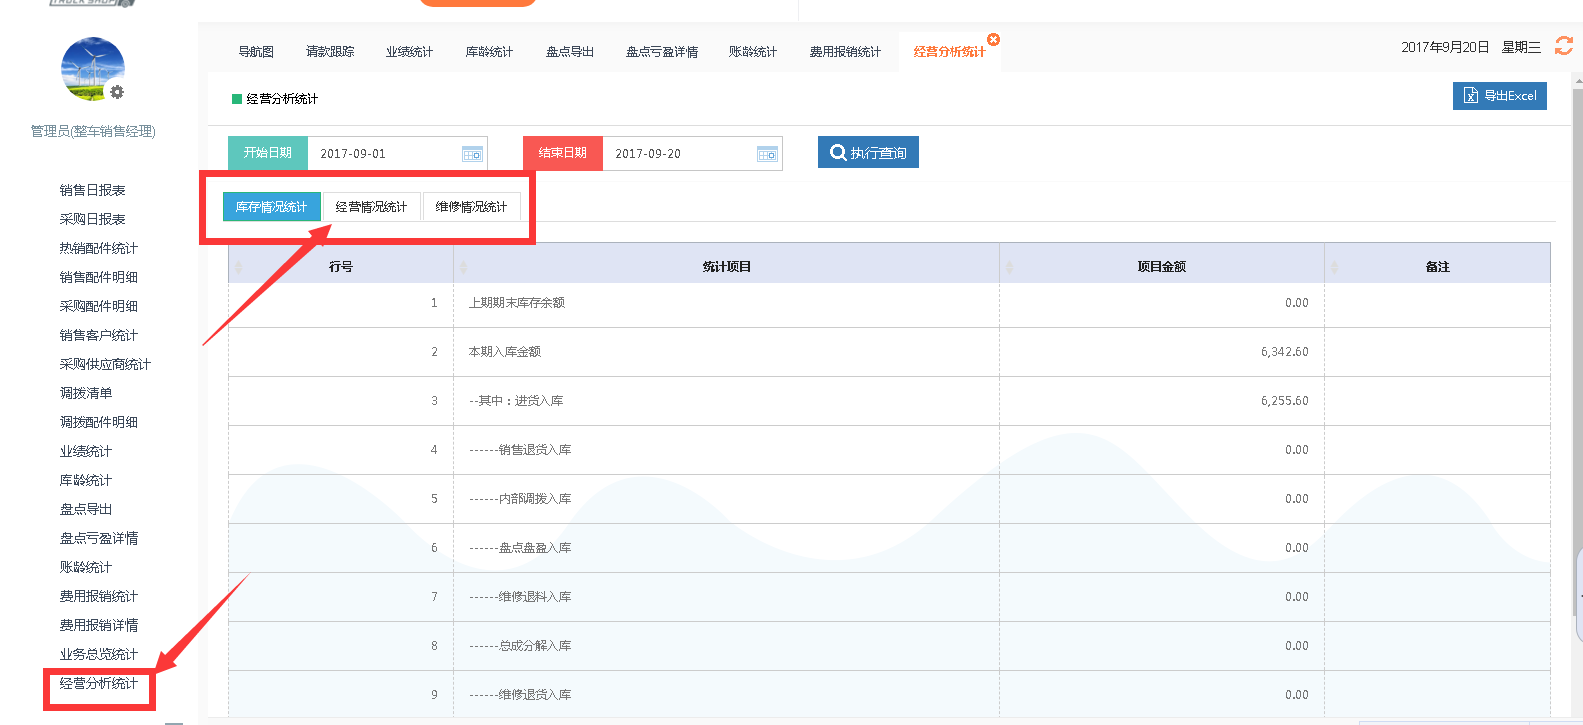 TRUCK SHOP
导航图 请款跟踪 业绩统计 库龄统计 盘点导出 盘点亏盈详情 账龄统计 费用报销统计 经营分析统计
2017年9月20日 星期三
管理员(整车销售经理)
销售日报表
采购日报表
热销配件统计
销售配件明细
采购配件明细
销售客户统计
采购供应商统计
调拨清单
调拨配件明细
业绩统计
库龄统计
盘点导出
盘点亏盈详情
账龄统计
费用报销统计
费用报销详情
业务总览统计
经营分析统计
经营分析统计
导出Excel
开始日期 2017-09-01 结束日期 2017-09-20 执行查询
库存情况统计 经营情况统计 维修情况统计
行号 统计项目 项目金额 备注
1 上期期末库存余额 0.00
2 本期入库金额 6,342.60
3 --其中：进货入库 6,255.60
4 ------销售退货入库 0.00
5 ------内部调拨入库 0.00
6 ------盘点盘盈入库 0.00
7 ------维修退料入库 0.00
8 ------总成分解入库 0.00
9 ------维修退货入库 0.00